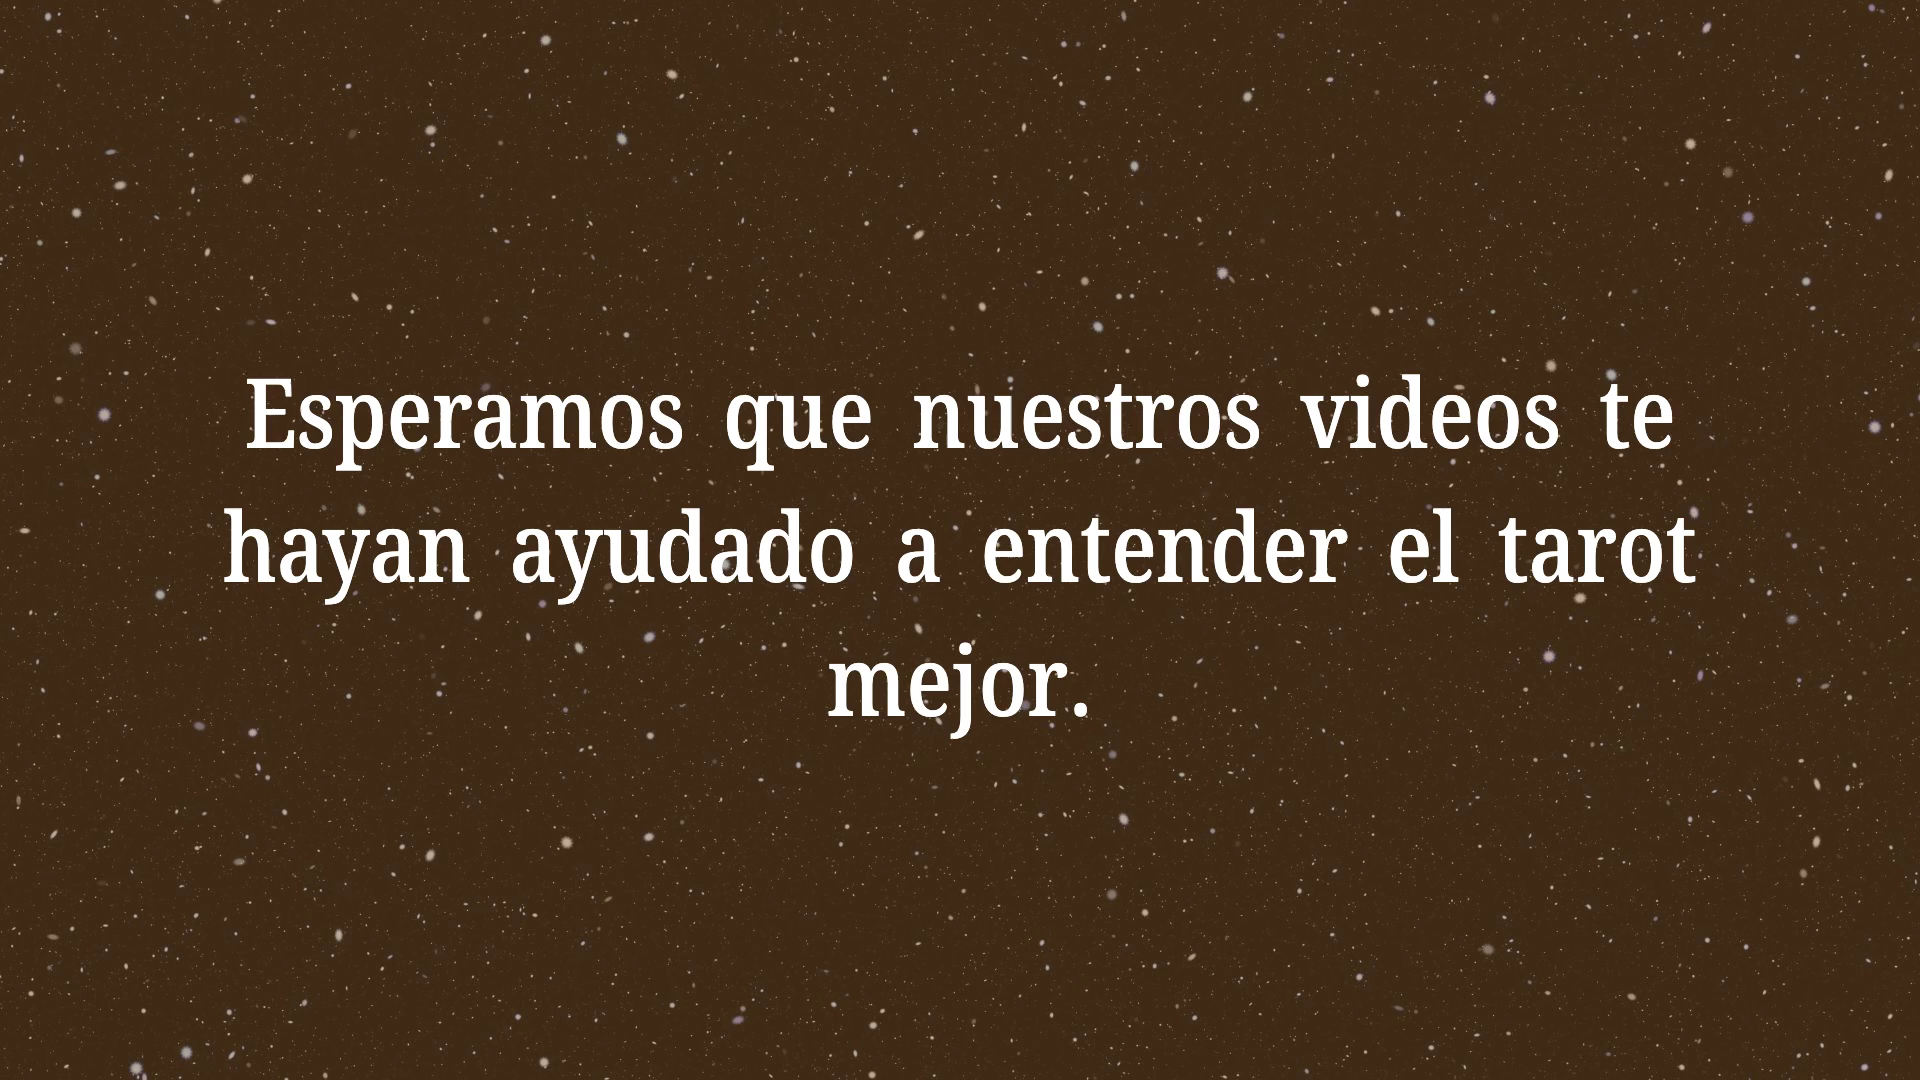 Esperamos que nuestros videos te
hayan ayudado a entender el tarot
mejor.